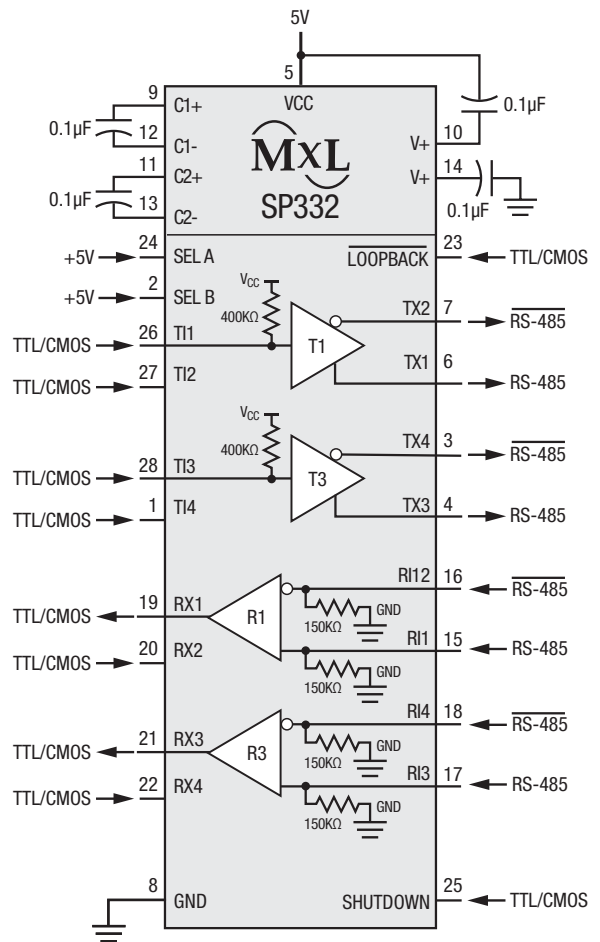 5V
5
VCC
9
C1+
0.1µF
12
C1-
11
C2+
0.1µF
13
C2-
MXL
SP332
0.1µF
10
V+
14
V+
0.1µF
24
+5V
SEL A
2
+5V
SEL B
LOOPBACK
23
TTL/CMOS
26
TTL/CMOS
TI1
27
TTL/CMOS
TI2
VCC
400KΩ
T1
TX2
7
RS-485
TX1
6
RS-485
28
TTL/CMOS
TI3
1
TTL/CMOS
TI4
VCC
400KΩ
T3
TX4
3
RS-485
TX3
4
RS-485
19
TTL/CMOS
RX1
20
TTL/CMOS
RX2
R1
RI12
16
RS-485
GND
150KΩ
RI1
15
RS-485
GND
150KΩ
21
TTL/CMOS
RX3
22
TTL/CMOS
RX4
R3
RI4
18
RS-485
GND
150KΩ
RI3
17
RS-485
GND
150KΩ
8
GND
SHUTDOWN
25
TTL/CMOS